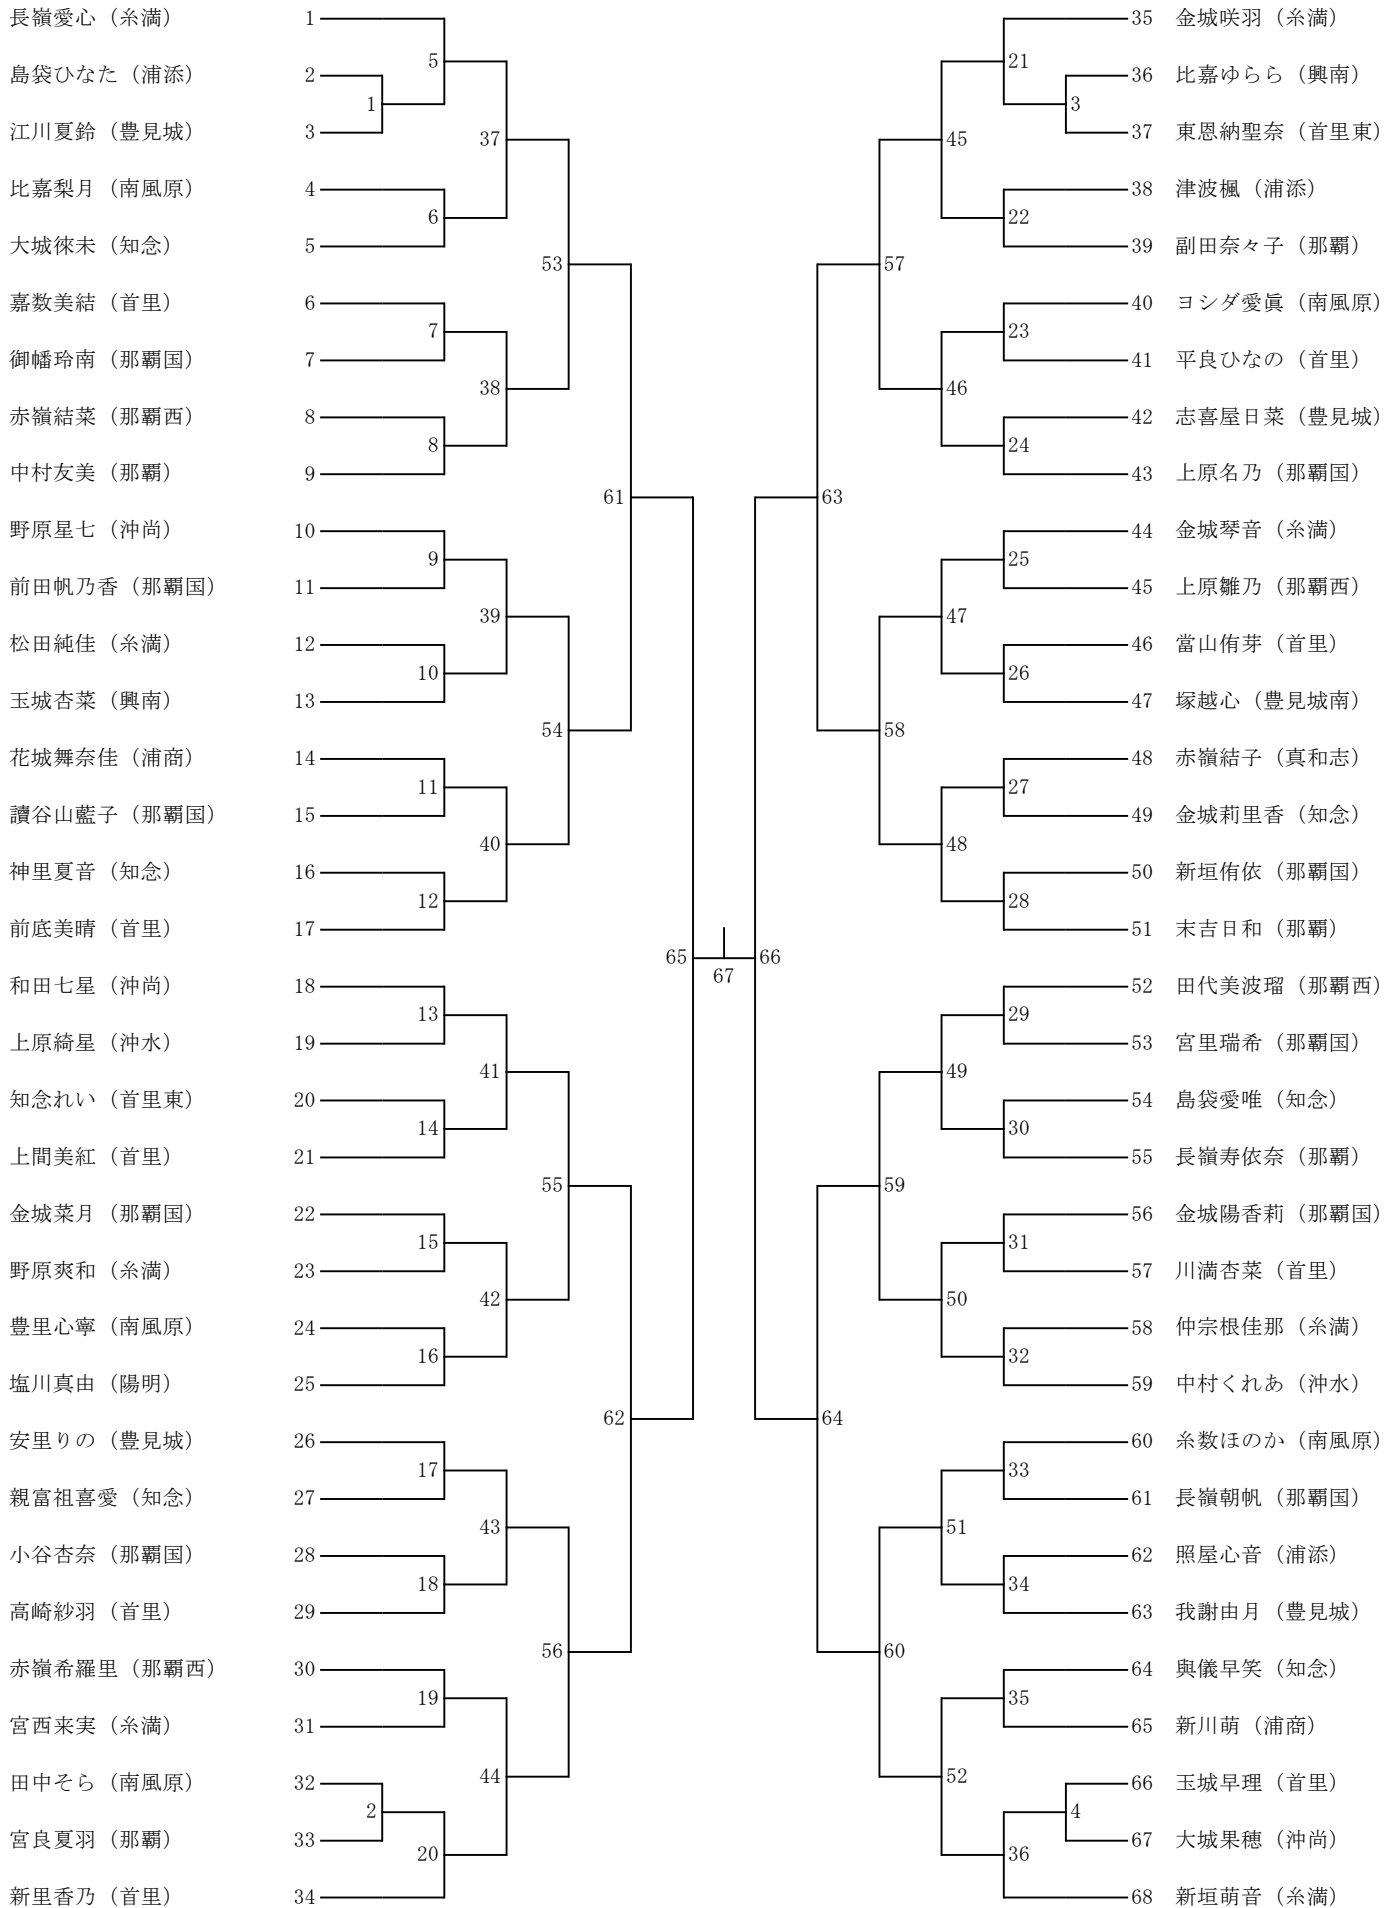 長嶺愛心（糸満） 1
島袋ひなた（浦添） 2
江川夏鈴（豊見城） 3
比嘉梨月（南風原） 4
大城徠未（知念） 5
嘉数美結（首里） 6
御幡玲南（那覇国） 7
赤嶺結菜（那覇西） 8
中村友美（那覇） 9
野原星七（沖尚） 10
前田帆乃香（那覇国） 11
松田純佳（糸満） 12
玉城杏菜（興南） 13
花城舞奈佳（浦商） 14
讀谷山藍子（那覇国） 15
神里夏音（知念） 16
前底美晴（首里） 17
和田七星（沖尚） 18
上原綺星（沖水） 19
知念れい（首里東） 20
上間美紅（首里） 21
金城菜月（那覇国） 22
野原爽和（糸満） 23
豊里心寧（南風原） 24
塩川真由（陽明） 25
安里りの（豊見城） 26
親富祖喜愛（知念） 27
小谷杏奈（那覇国） 28
高崎紗羽（首里） 29
赤嶺希羅里（那覇西） 30
宮西来実（糸満） 31
田中そら（南風原） 32
宮良夏羽（那覇） 33
新里香乃（首里） 34
1
2
5
6
7
8
9
10
11
12
13
14
15
16
17
18
19
20
37
38
39
40
41
42
43
44
53
54
55
56
61
62
65
67
66
63
64
57
58
59
60
45
46
47
48
49
50
51
52
21
22
23
24
25
26
27
28
29
30
31
32
33
34
35
36
3
4
35 金城咲羽（糸満）
36 比嘉ゆらら（興南）
37 東恩納聖奈（首里東）
38 津波楓（浦添）
39 副田奈々子（那覇）
40 ヨシダ愛眞（南風原）
41 平良ひなの（首里）
42 志喜屋日菜（豊見城）
43 上原名乃（那覇国）
44 金城琴音（糸満）
45 上原雛乃（那覇西）
46 當山侑芽（首里）
47 塚越心（豊見城南）
48 赤嶺結子（真和志）
49 金城莉里香（知念）
50 新垣侑依（那覇国）
51 末吉日和（那覇）
52 田代美波瑠（那覇西）
53 宮里瑞希（那覇国）
54 島袋愛唯（知念）
55 長嶺寿依奈（那覇）
56 金城陽香莉（那覇国）
57 川満杏菜（首里）
58 仲宗根佳那（糸満）
59 中村くれあ（沖水）
60 糸数ほのか（南風原）
61 長嶺朝帆（那覇国）
62 照屋心音（浦添）
63 我謝由月（豊見城）
64 與儀早笑（知念）
65 新川萌（浦商）
66 玉城早理（首里）
67 大城果穂（沖尚）
68 新垣萌音（糸満）